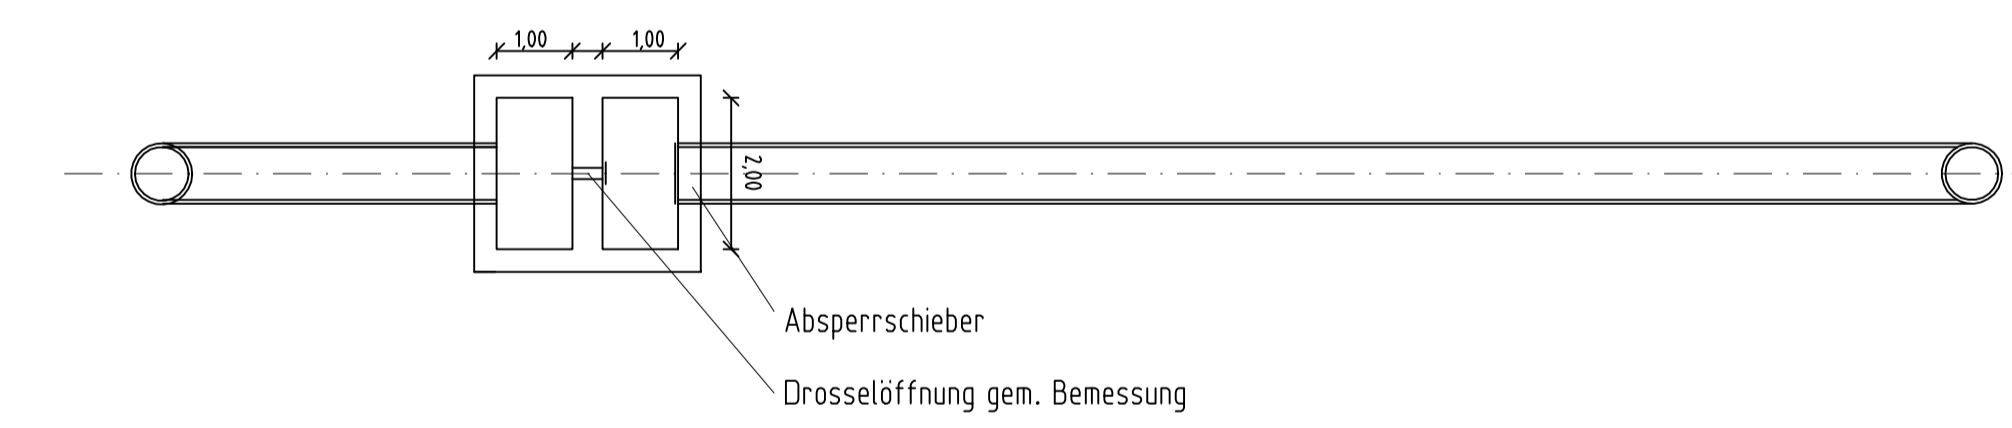 1,00
1,00
2,00
Absperrschieber
Drosselöffnung gem. Bemessung